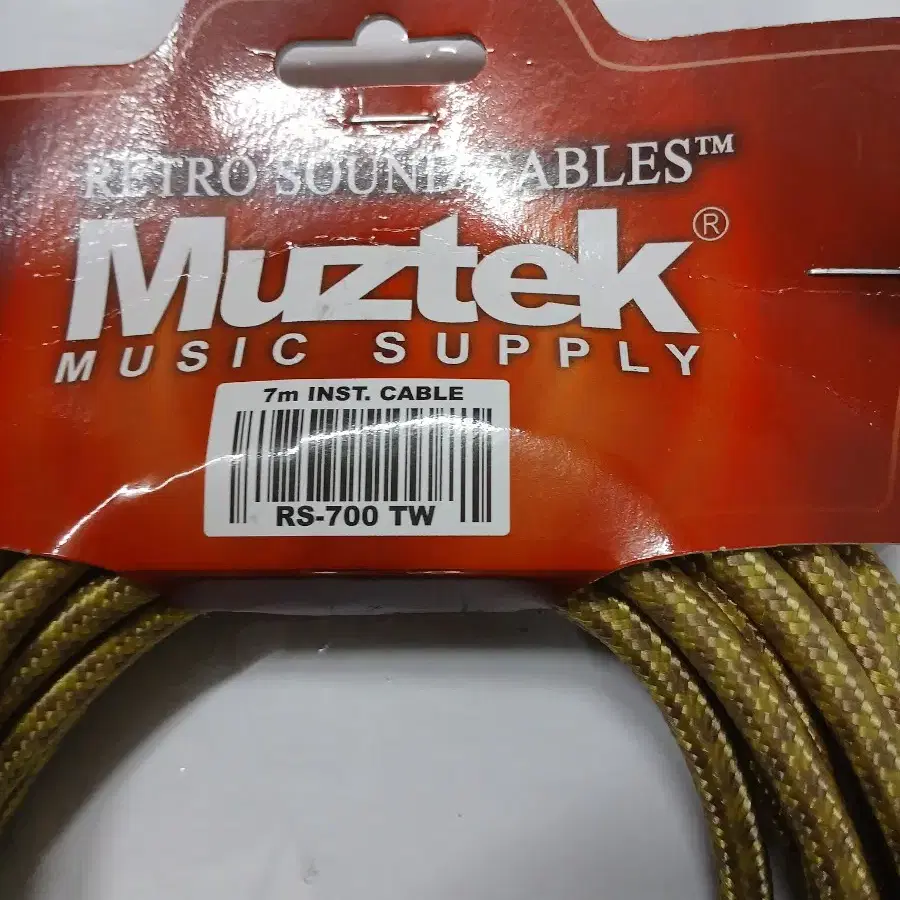 RETRO SOUND CABLES™
Muztek®
MUSIC SUPPLY
7m INST. CABLE
RS-700 TW